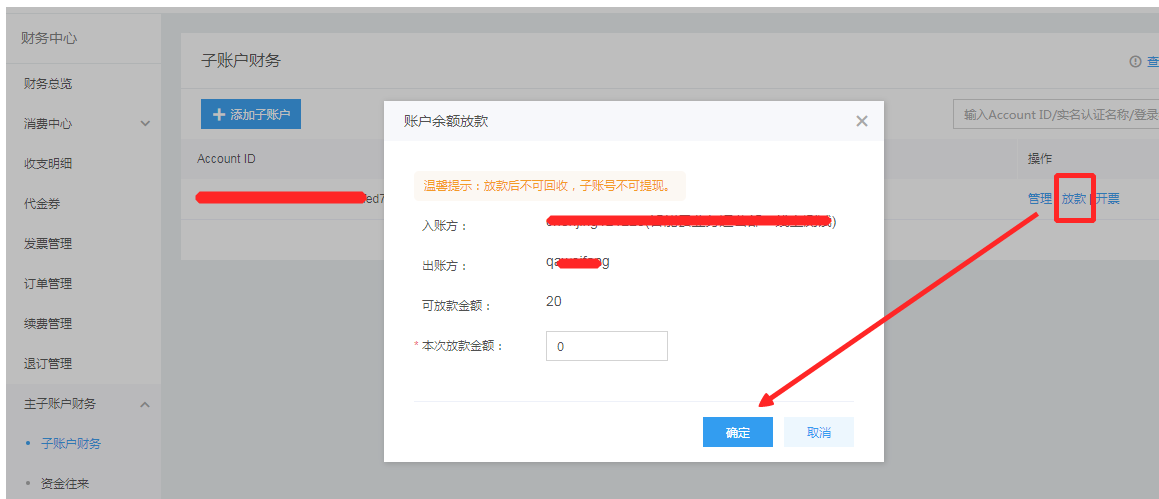 财务中心
财务总览
消费中心
收支明细
代金券
发票管理
订单管理
续费管理
退订管理
主子账户财务
子账户财务
资金往来
子账户财务
查
添加子账户
输入Account ID/实名认证名称/登录
Account ID
操作
ed7
管理 放款 开票
账户余额放款
温馨提示：放款后不可回收，子账号不可提现。
入账方：
出账方：
可放款金额： 20
* 本次放款金额： 0
确定 取消